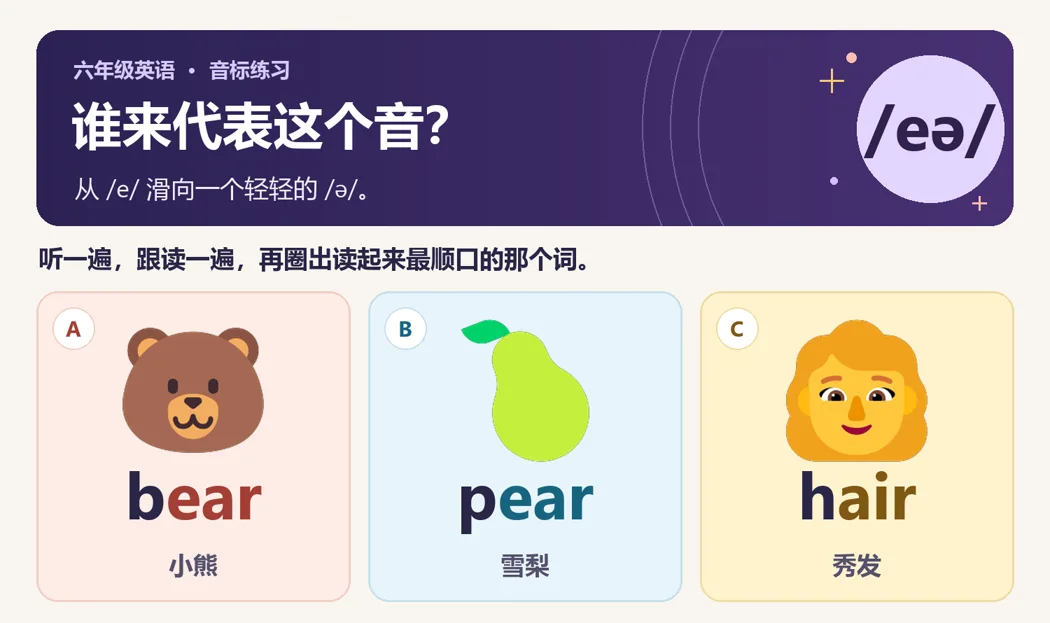 六年级英语 • 音标练习
谁来代表这个音?
从 /e/ 滑向一个轻轻的 /ə/。
/eə/
听一遍，跟读一遍，再圈出读起来最顺口的那个词。
A
bear
小熊
B
pear
雪梨
C
hair
秀发